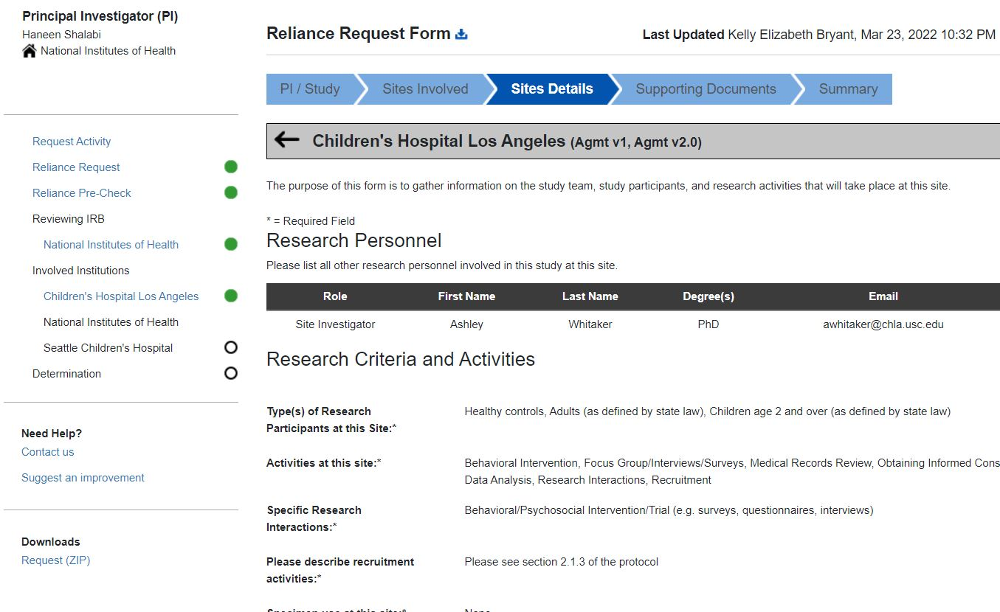 Principal Investigator (PI)
Haneen Shalabi
National Institutes of Health
Request Activity
Reliance Request
Reliance Pre-Check
Reviewing IRB
National Institutes of Health
Involved Institutions
Children's Hospital Los Angeles
National Institutes of Health
Seattle Children's Hospital
Determination
Need Help?
Contact us
Suggest an improvement
Downloads
Request (ZIP)
Reliance Request Form
Last Updated Kelly Elizabeth Bryant, Mar 23, 2022 10:32 PM
PI / Study Sites Involved Sites Details Supporting Documents Summary
Children's Hospital Los Angeles (Agmt v1, Agmt v2.0)
The purpose of this form is to gather information on the study team, study participants, and research activities that will take place at this site.
* = Required Field
Research Personnel
Please list all other research personnel involved in this study at this site.
Role First Name Last Name Degree(s) Email
Site Investigator Ashley Whitaker PhD awhitaker@chla.usc.edu
Research Criteria and Activities
Type(s) of Research Healthy controls, Adults (as defined by state law), Children age 2 and over (as defined by state law)
Participants at this Site:*
Activities at this site:* Behavioral Intervention, Focus Group/Interviews/Surveys, Medical Records Review, Obtaining Informed Cons
Data Analysis, Research Interactions, Recruitment
Specific Research Behavioral/Psychosocial Intervention/Trial (e.g. surveys, questionnaires, interviews)
Interactions:*
Please describe recruitment Please see section 2.1.3 of the protocol
activities:*
Specimen use at this site:* None